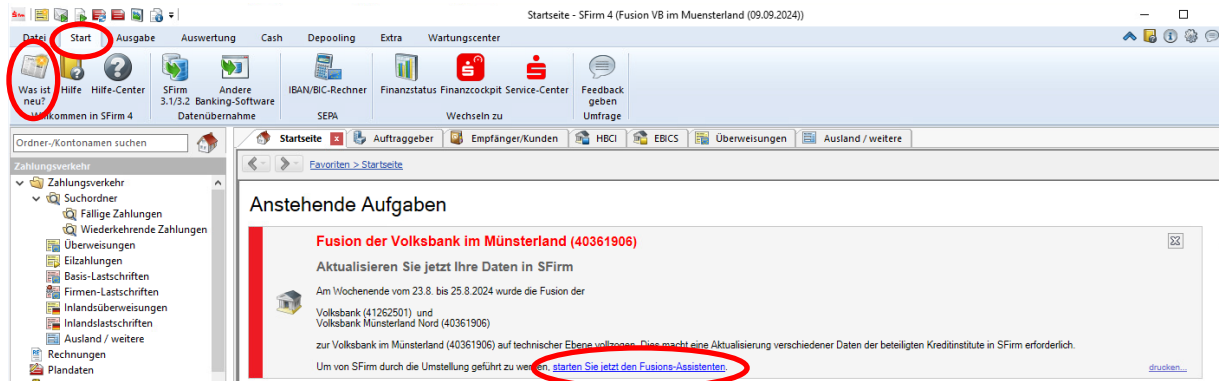 Startseite - SFirm 4 (Fusion VB im Muensterland (09.09.2024))
Datei Start Ausgabe Auswertung Cash Depooling Extra Wartungscenter
Was ist neu?
Hilfe
Hilfe-Center
SFirm 3.1/3.2
Andere Banking-Software
IBAN/BIC-Rechner
Finanzstatus
Finanzcockpit
Service-Center
Feedback geben
Willkommen in SFirm 4
Datenübernahme
SEPA
Wechseln zu
Umfrage
Ordner-/Kontonamen suchen
Startseite
Auftraggeber
Empfänger/Kunden
HBCI
EBICS
Überweisungen
Ausland / weitere
Zahlungsverkehr
Favoriten > Startseite
Zahlungsverkehr
Suchordner
Fällige Zahlungen
Wiederkehrende Zahlungen
Überweisungen
Eilzahlungen
Basis-Lastschriften
Firmen-Lastschriften
Inlandsüberweisungen
Inlandslastschriften
Ausland / weitere
Rechnungen
Plandaten
Anstehende Aufgaben
Fusion der Volksbank im Münsterland (40361906)
Aktualisieren Sie jetzt Ihre Daten in SFirm
Am Wochenende vom 23.8. bis 25.8.2024 wurde die Fusion der
Volksbank (41262501) und
Volksbank Münsterland Nord (40361906)
zur Volksbank im Münsterland (40361906) auf technischer Ebene vollzogen. Dies macht eine Aktualisierung verschiedener Daten der beteiligten Kreditinstitute in SFirm erforderlich.
Um von SFirm durch die Umstellung geführt zu werden, starten Sie jetzt den Fusions-Assistenten.
drucken...